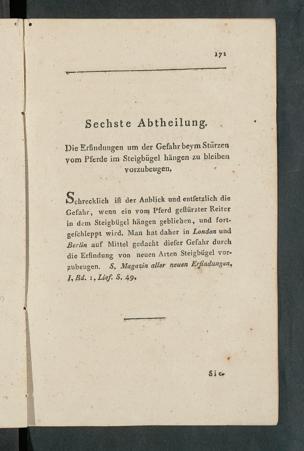 171
Sechste Abtheilung.
Die Erfindungen um der Gefahr beym Stürzen
vom Pferde im Steigbügel hängen zu bleiben
vorzubeugen.
Schrecklich iſt der Anblick und entſetzlich die
Gefahr, wenn ein vom Pferd geſtürzter Reiter
in dem Steigbügel hängen geblieben, und fort-
geſchleppt wird. Man hat daher in London und
Berlin auf Mittel gedacht dieſer Gefahr durch
die Erfindung von neuen Arten Steigbügel vor-
zubeugen. S. Magazin aller neuen Erfindungen,
I. Bd. 1, Lief. S. 49.
Sie